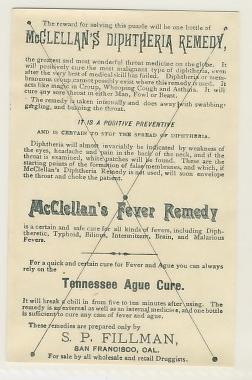 The reward for solving this puzzle will be one bottle of
McCLELLAN'S DIPHTHERIA REMEDY,
the greatest and most wonderful throat medicine on the globe. It
will positively cure the most malignant type of diphtheria, even
after the very best of medical skill has failed. Diphtheria or mem-
braneous croup cannot possibly exist where this remedy is used. It
acts like magic in Croup, Whooping Cough and Asthma. It will
cure any sore throat in either Man, Fowl or Beast.
The remedy is taken internally and does away with swabbing,
gargling, and burning the throat.
IT IS A POSITIVE PREVENTIVE
AND IS CERTAIN TO STOP THE SPREAD OF DIPHTHERIA.
Diphtheria will almost invariably be indicated by weakness of
the eyes, headache and pain in the back of the neck, and if the
throat is examined, white patches will be found. These are the
starting points of the formation of false membranes, and which, if
McClellan's Diphtheria Remedy is not used, will soon envelope
the throat and choke the patient.
McClellan's Fever Remedy
is a certain and safe cure for all kinds of fevers, including Diph-
theretic, Typhoid, Bilious, Intermittent, Brain, and Malarious
Fevers.
For a quick and certain cure for Fever and Ague you can always
rely on the
Tennessee Ague Cure.
It will break a chill in from five to ten minutes after using. The
remedy is an external as well as an internal medicine, and one bottle
is sufficient to cure any case of fever and ague.
These remedies are prepared only by
S. P. FILLMAN,
SAN FRANCISCO, CAL.
For sale by all wholesale and retail Druggists.